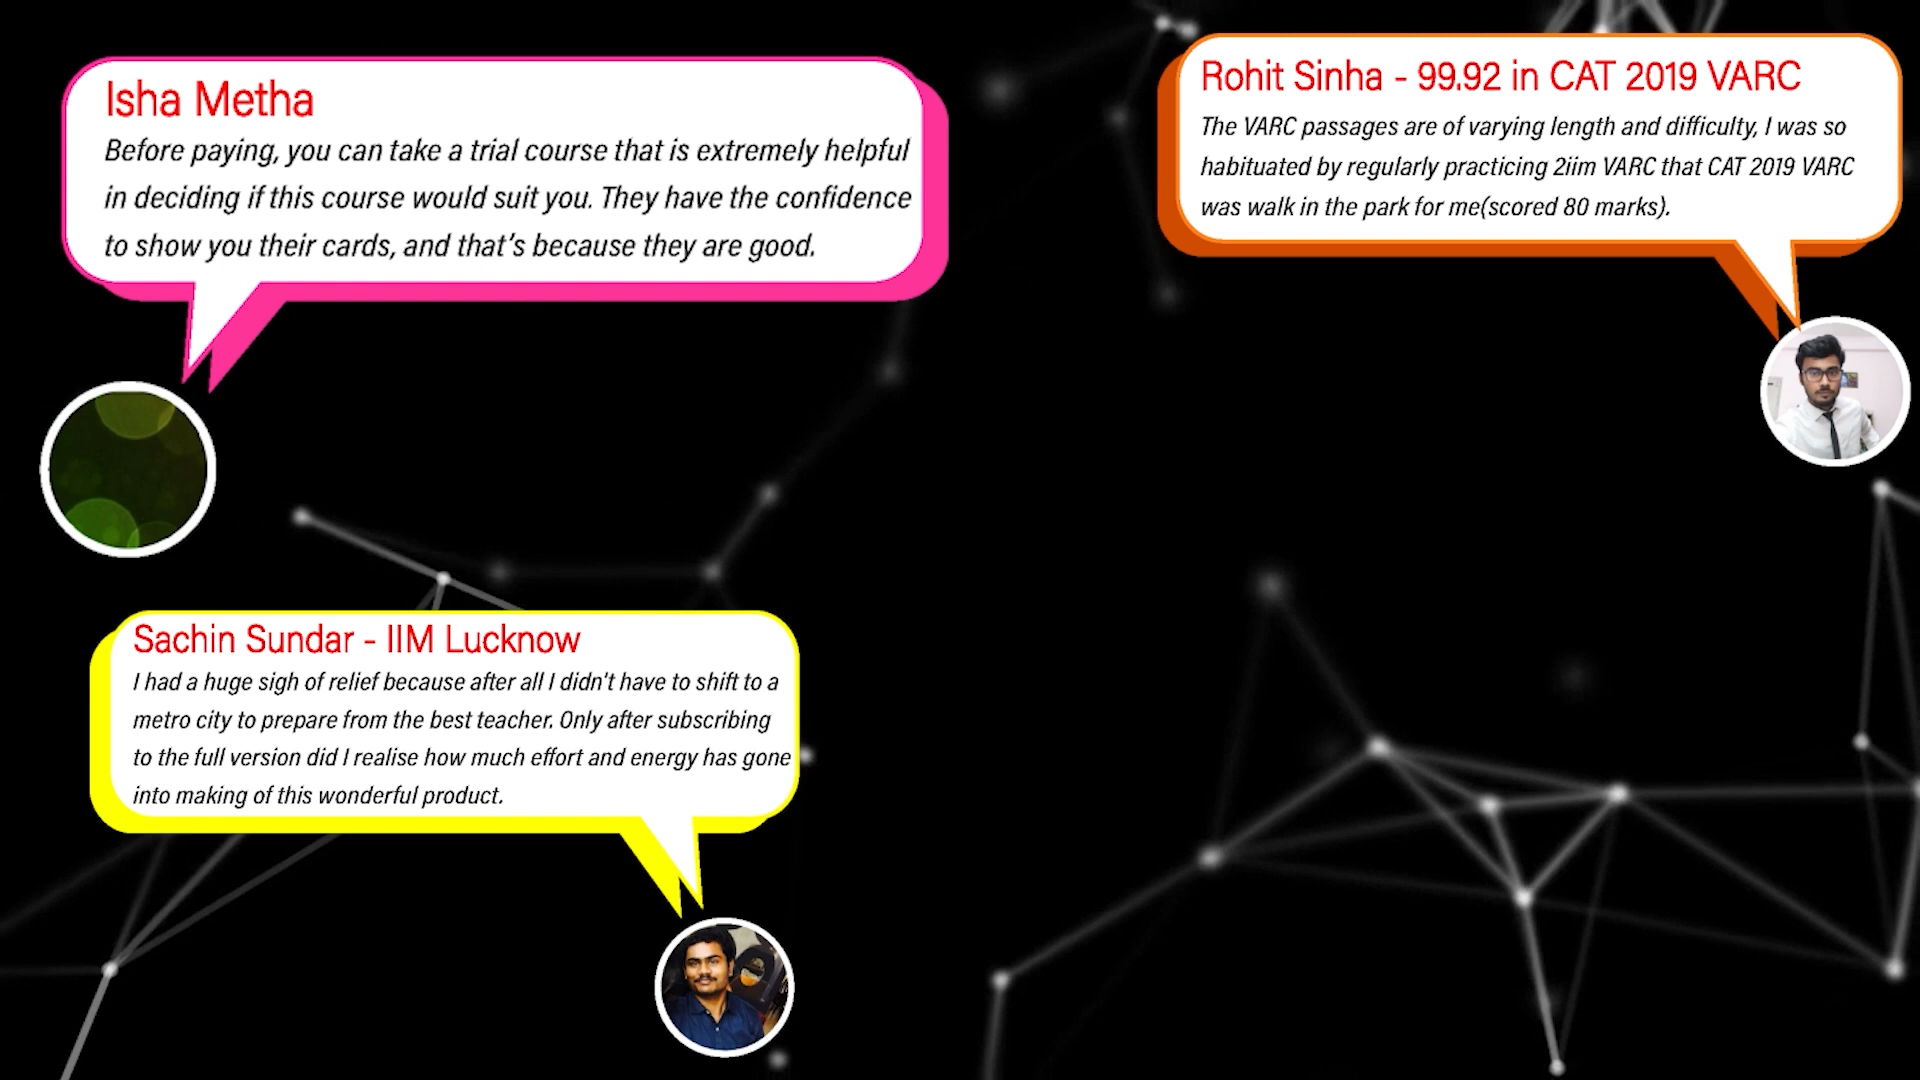 Isha Metha
Before paying, you can take a trial course that is extremely helpful
in deciding if this course would suit you. They have the confidence
to show you their cards, and that's because they are good.
Rohit Sinha - 99.92 in CAT 2019 VARC
The VARC passages are of varying length and difficulty, I was so
habituated by regularly practicing 2iim VARC that CAT 2019 VARC
was walk in the park for me(scored 80 marks).
Sachin Sundar - IIM Lucknow
I had a huge sigh of relief because after all I didn't have to shift to a
metro city to prepare from the best teacher. Only after subscribing
to the full version did I realise how much effort and energy has gone
into making of this wonderful product.